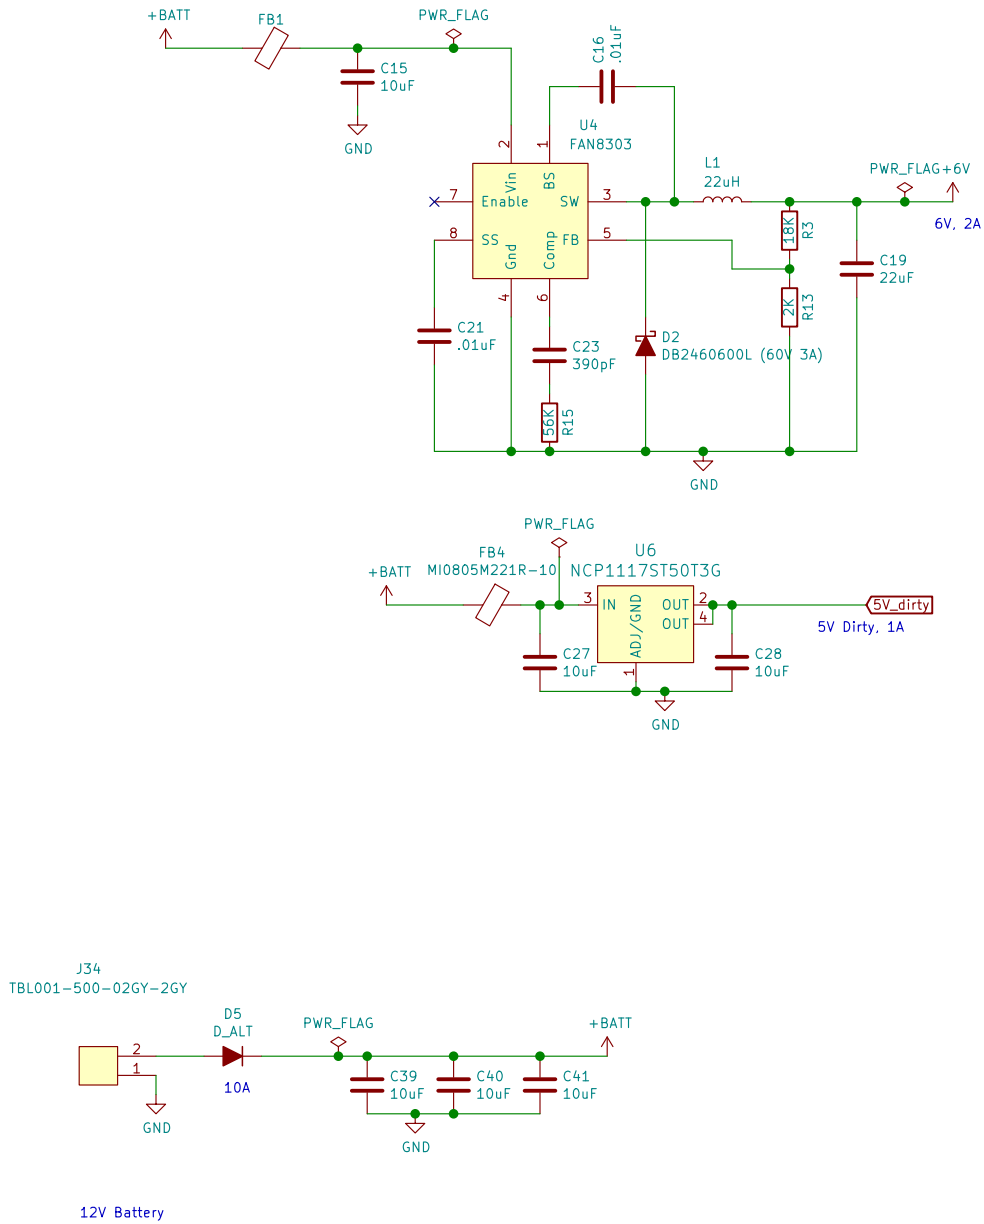 +BATT
FB1
PWR_FLAG
C15
10uF
GND
C16
.01uF
U4
FAN8303
2
1
Vin
BS
7
Enable
SW
3
8
SS
FB
5
Gnd
Comp
4
6
L1
22uH
PWR_FLAG+6V
6V, 2A
18K
R3
2K
R13
C19
22uF
C21
.01uF
C23
390pF
56K
R15
D2
DB2460600L (60V 3A)
GND
PWR_FLAG
FB4
MI0805M221R-10
+BATT
U6
NCP1117ST50T3G
3
IN
OUT
2
OUT
4
ADJ/GND
1
5V_dirty
5V Dirty, 1A
C27
10uF
C28
10uF
GND
J34
TBL001-500-02GY-2GY
2
1
GND
D5
D_ALT
10A
PWR_FLAG
+BATT
C39
10uF
C40
10uF
C41
10uF
GND
12V Battery